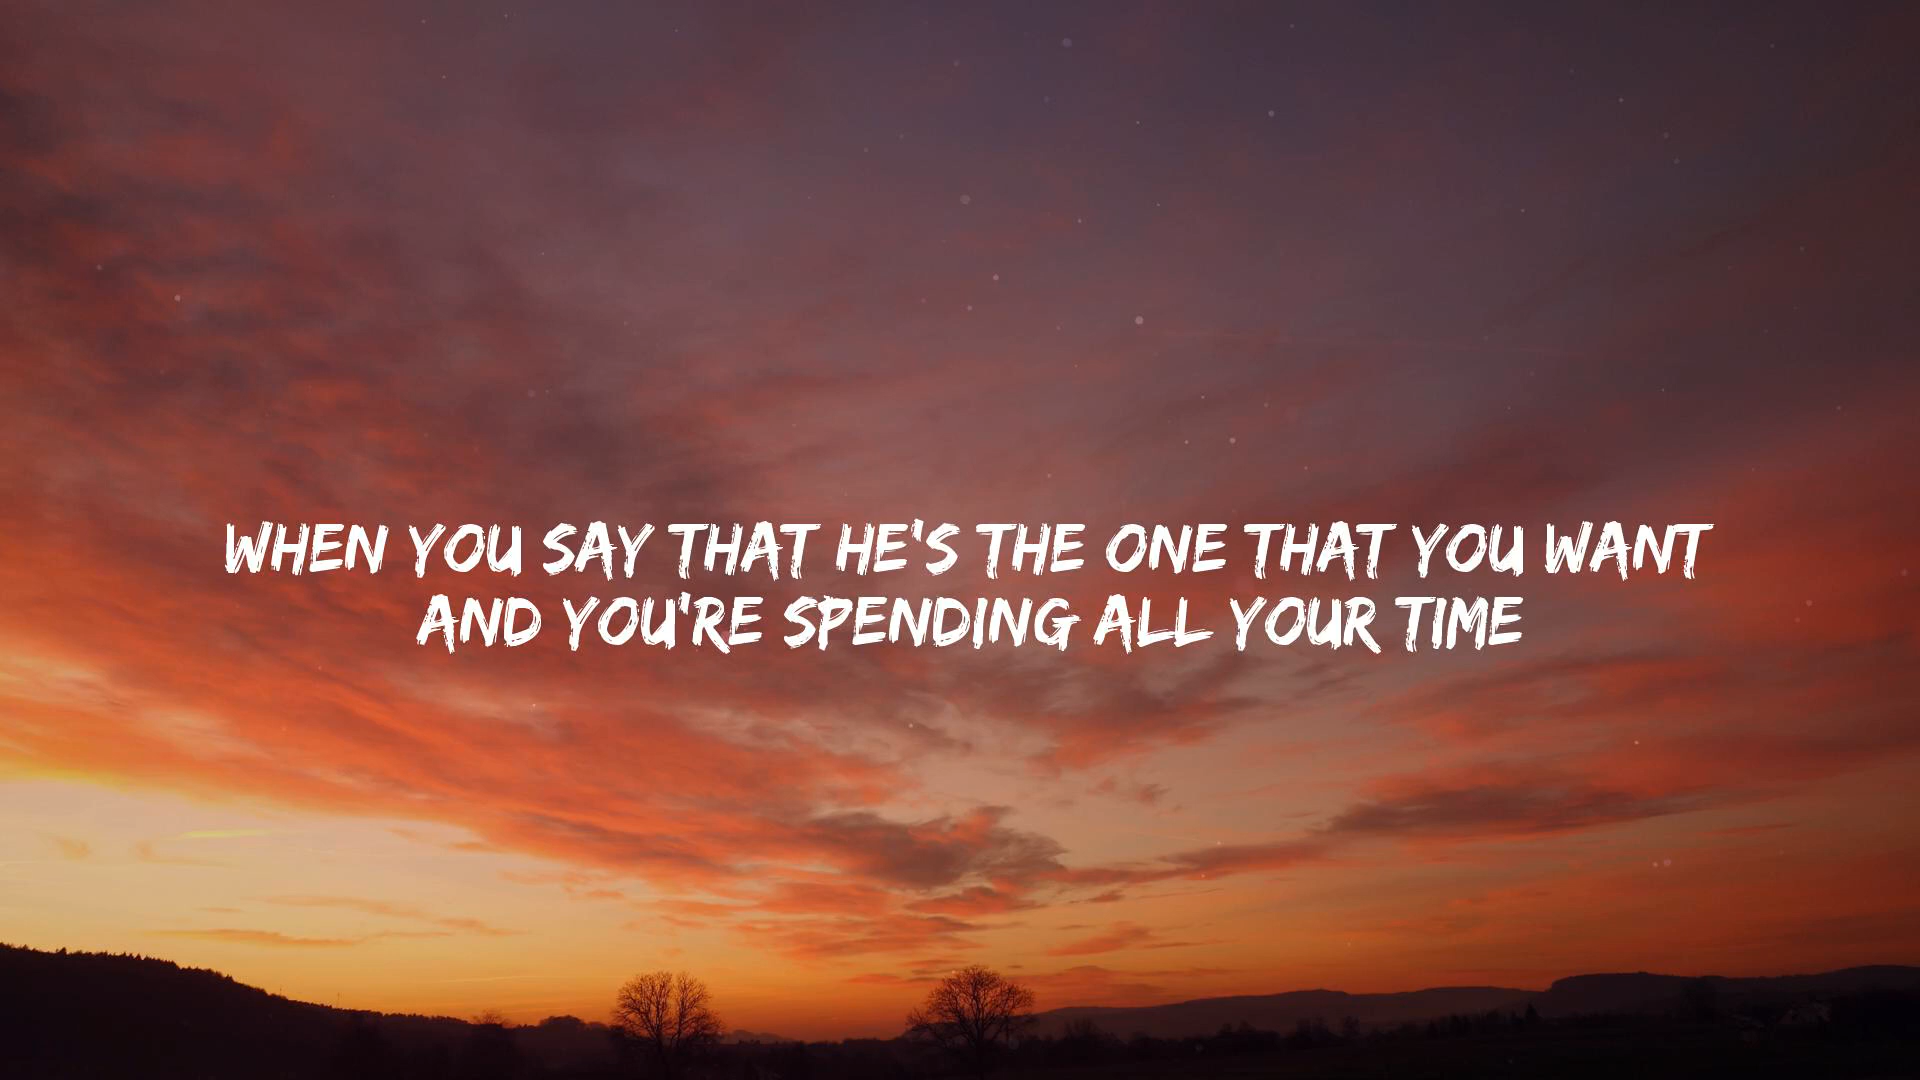 WHEN YOU SAY THAT HE'S THE ONE THAT YOU WANT
AND YOU'RE SPENDING ALL YOUR TIME